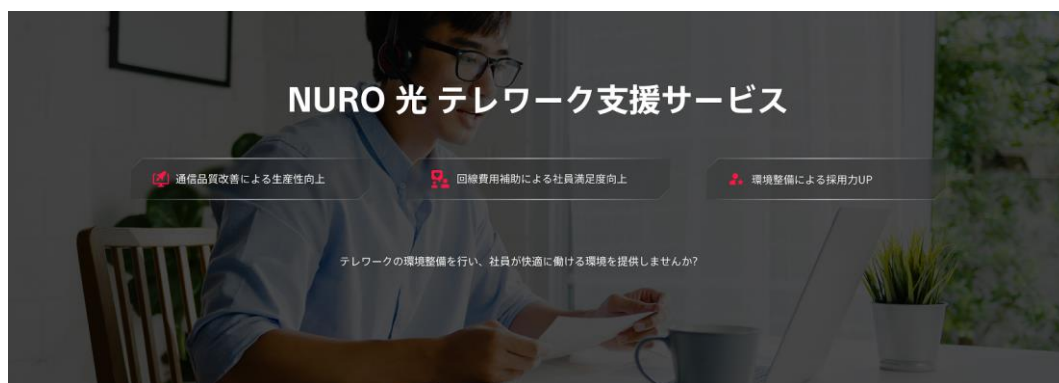 NURO 光 テレワーク支援サービス
通信品質改善による生産性向上
回線費用補助による社員満足度向上
環境整備による採用力UP
テレワークの環境整備を行い、社員が快適に働ける環境を提供しませんか?